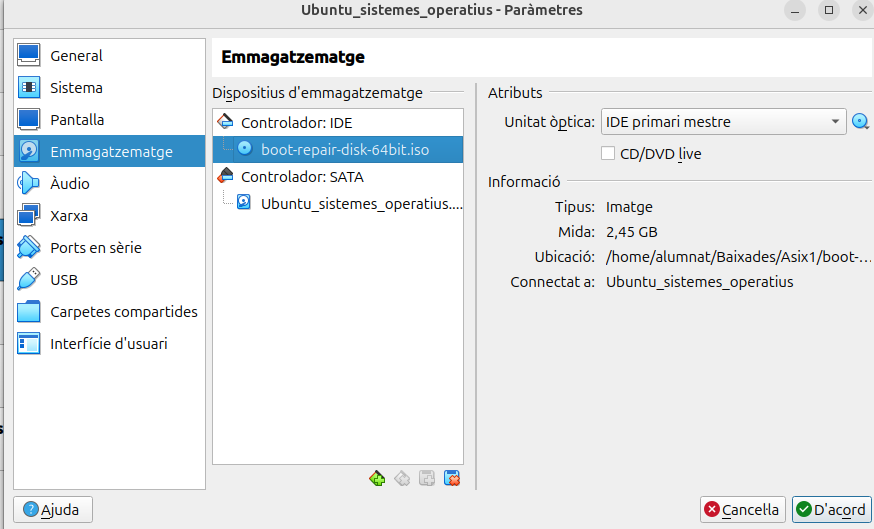 Ubuntu_sistemes_operatius - Paràmetres
General
Sistema
Pantalla
Emmagatzematge
Àudio
Xarxa
Ports en sèrie
USB
Carpetes compartides
Interfície d'usuari
Emmagatzematge
Dispositius d'emmagatzematge
Controlador: IDE
boot-repair-disk-64bit.iso
Controlador: SATA
Ubuntu_sistemes_operatius....
Atributs
Unitat òptica: IDE primari mestre
CD/DVD live
Informació
Tipus: Imatge
Mida: 2,45 GB
Ubicació: /home/alumnat/Baixades/Asix1/boot-...
Connectat a: Ubuntu_sistemes_operatius
Ajuda
Cancel·la
D'acord